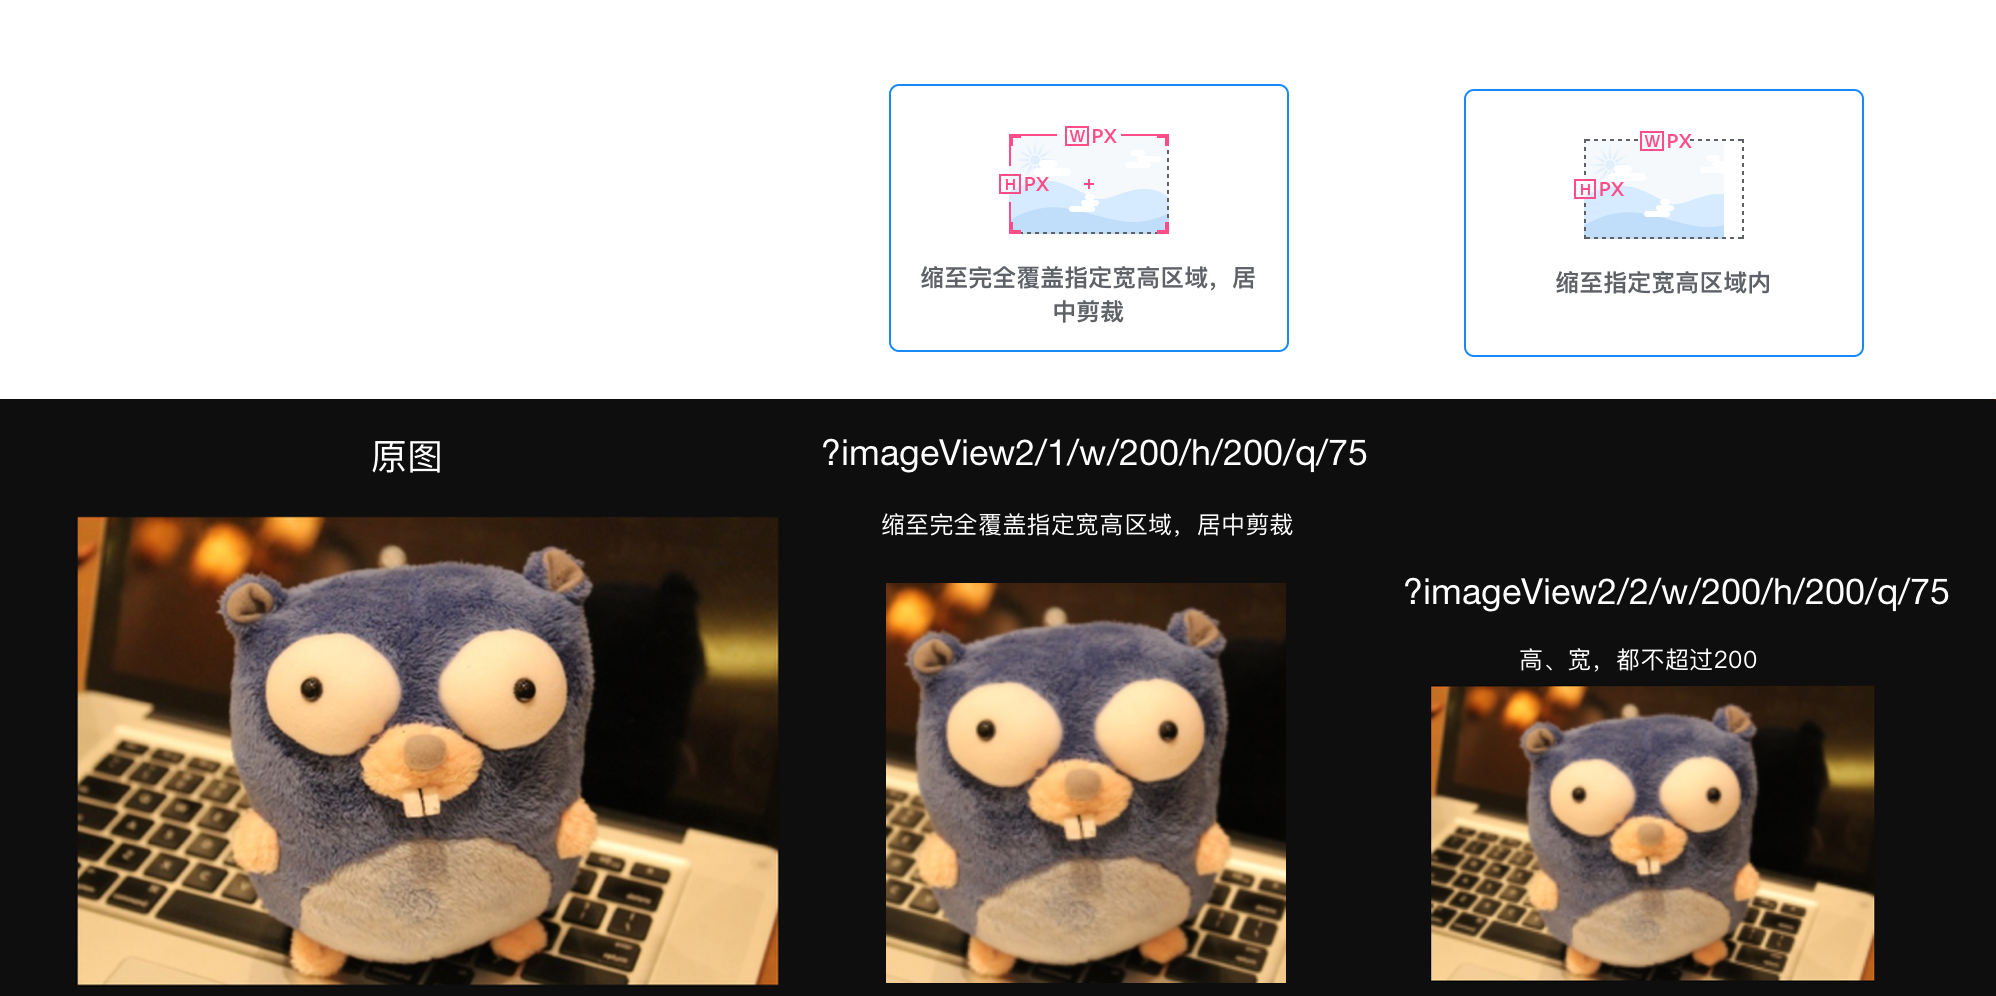 W PX
H PX
缩至完全覆盖指定宽高区域，居
中剪裁
W PX
H PX
缩至指定宽高区域内
原图
?imageView2/1/w/200/h/200/q/75
缩至完全覆盖指定宽高区域，居中剪裁
?imageView2/2/w/200/h/200/q/75
高、宽，都不超过200